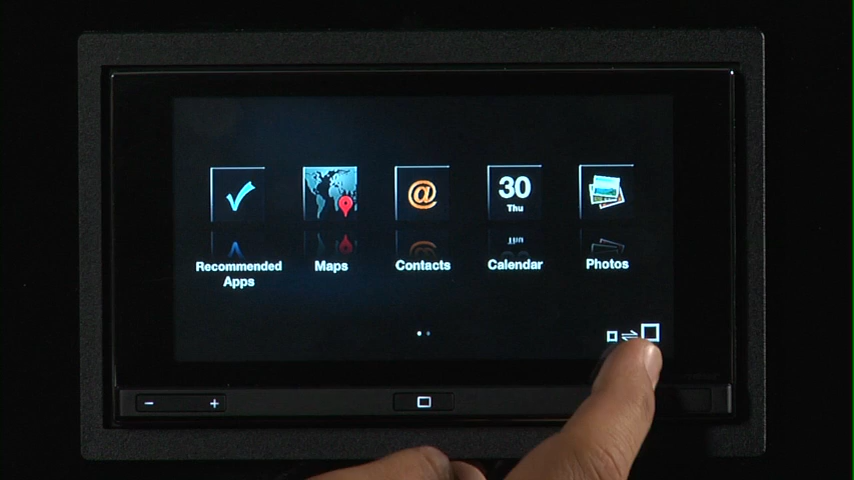 @
30
Thu
Recommended
Apps
Maps
Contacts
Calendar
Photos
- +